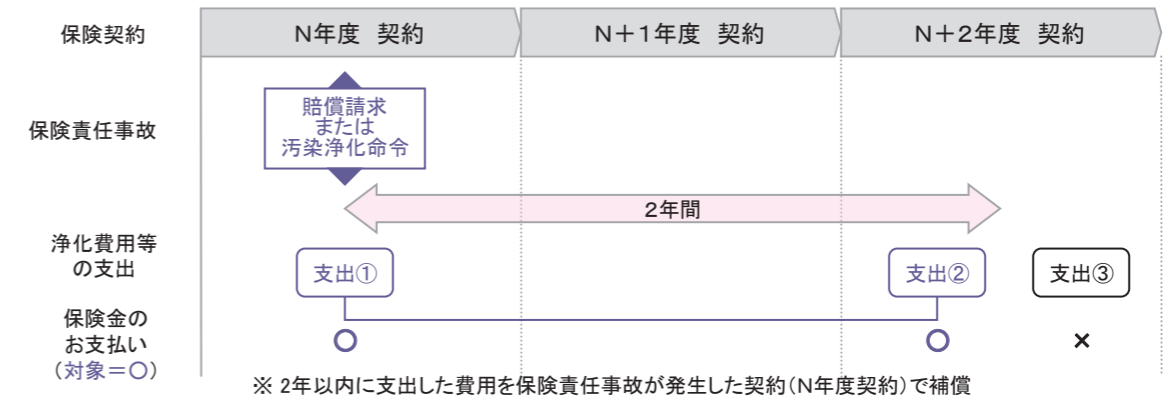 保険契約
N年度 契約
N+1年度 契約
N+2年度 契約
保険責任事故
賠償請求
または
汚染浄化命令
2年間
浄化費用等
の支出
支出①
支出②
支出③
保険金の
お支払い
(対象=〇)
〇
〇
×
※ 2年以内に支出した費用を保険責任事故が発生した契約(N年度契約)で補償